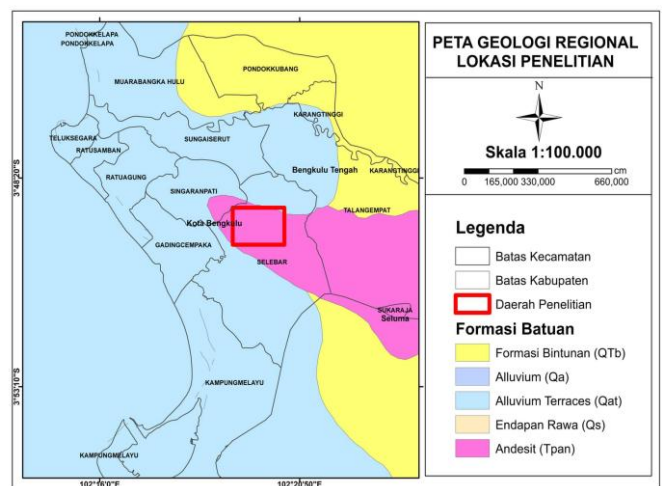 PONDOKKELAPA
PONDOKKELAPA
MUARABANGKA HULU
PONDOKKUBANG
KARANGTINGGI
TELUKSEGARA
RATUSAMBAN
SUNGAISERUT
RATUAGUNG
SINGARANPATI
Bengkulu Tengah
KARANGTINGGI
Kota Bengkulu
TALANGEMPAT
GADINGCEMPAKA
SELEBAR
SUKARAJA
Seluma
KAMPUNGMELAYU
KAMPUNGMELAYU
3°48'20"S
3°53'10"S
102°16'0"E
102°20'50"E
PETA GEOLOGI REGIONAL
LOKASI PENELITIAN
N
Skala 1:100.000
cm
0 165,000 330,000 660,000
Legenda
Batas Kecamatan
Batas Kabupaten
Daerah Penelitian
Formasi Batuan
Formasi Bintunan (QTb)
Alluvium (Qa)
Alluvium Terraces (Qat)
Endapan Rawa (Qs)
Andesit (Tpan)